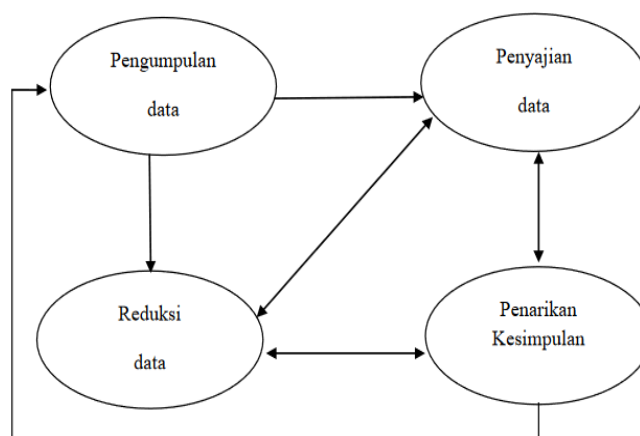 Pengumpulan
data
Penyajian
data
Reduksi
data
Penarikan
Kesimpulan